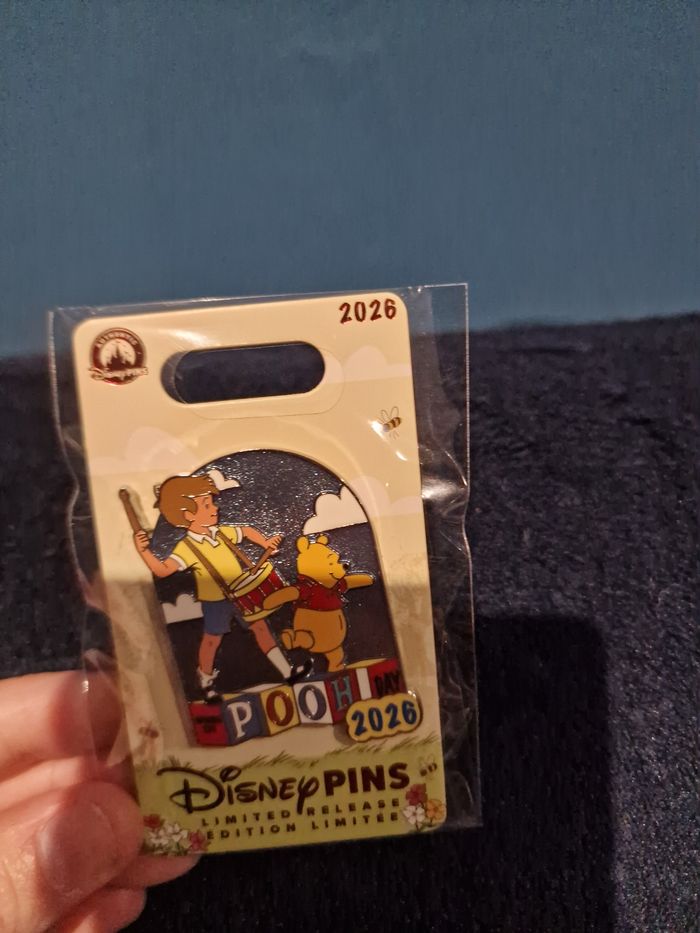 2026
POOH
DAY
2026
Disney PINS
LIMITED RELEASE
EDITION LIMITÉE